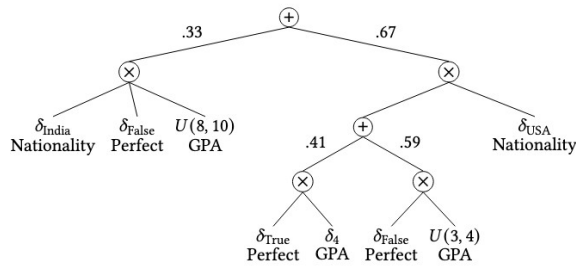 +
.33 .67
× ×
δIndia δFalse U(8, 10) + δUSA
Nationality Perfect GPA Nationality
.41 .59
× ×
δTrue δ4 δFalse U(3, 4)
Perfect GPA Perfect GPA